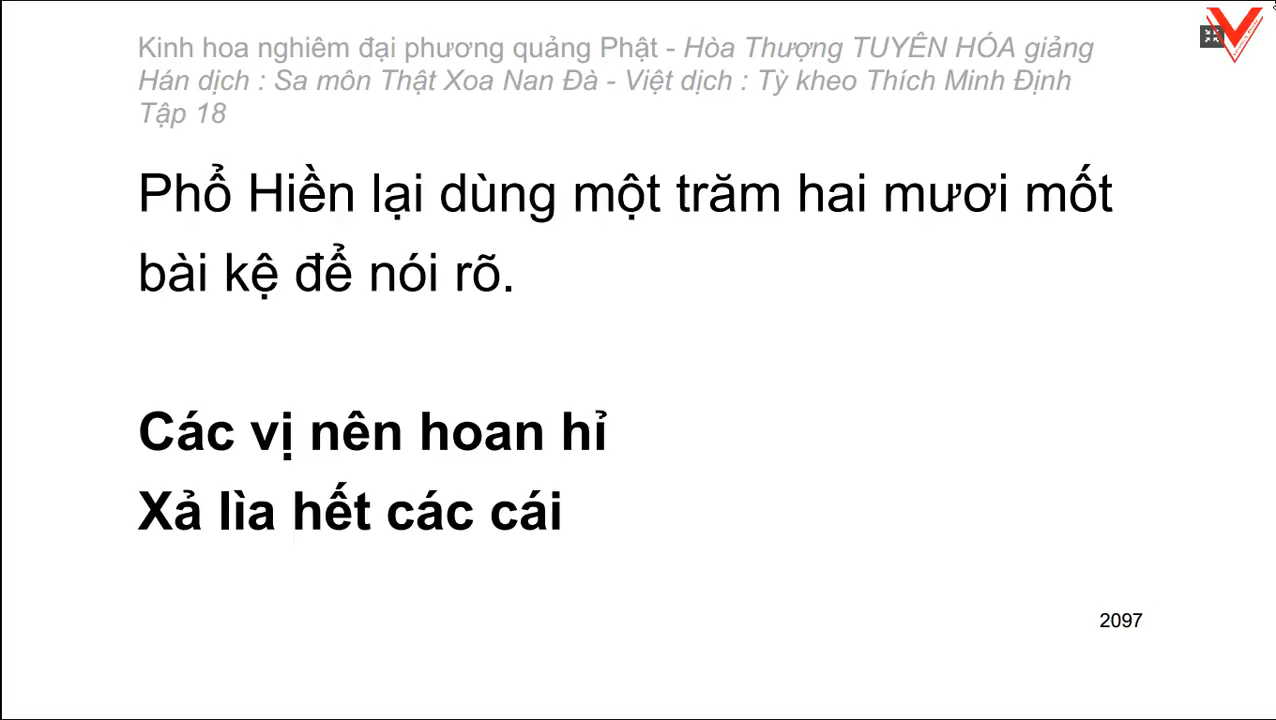 Kinh hoa nghiêm đại phương quảng Phật - Hòa Thượng TUYÊN HÓA giảng
Hán dịch : Sa môn Thật Xoa Nan Đà - Việt dịch : Tỳ kheo Thích Minh Định
Tập 18
Phổ Hiền lại dùng một trăm hai mươi mốt
bài kệ để nói rõ.
Các vị nên hoan hỉ
Xả lìa hết các cái
2097